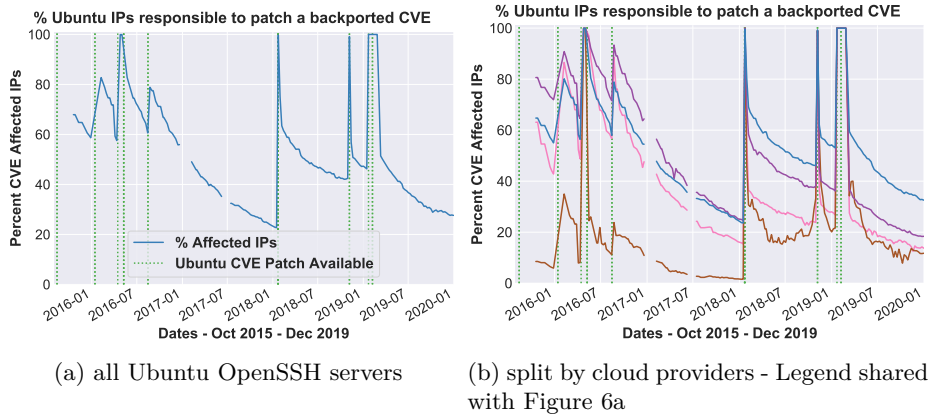 % Ubuntu IPs responsible to patch a backported CVE
Percent CVE Affected IPs
100
80
60
40
20
0
% Affected IPs
Ubuntu CVE Patch Available
2016-01
2016-07
2017-01
2017-07
2018-01
2018-07
2019-01
2019-07
2020-01
Dates - Oct 2015 - Dec 2019
(a) all Ubuntu OpenSSH servers
% Ubuntu IPs responsible to patch a backported CVE
Percent CVE Affected IPs
100
80
60
40
20
0
2016-01
2016-07
2017-01
2017-07
2018-01
2018-07
2019-01
2019-07
2020-01
Dates - Oct 2015 - Dec 2019
(b) split by cloud providers - Legend shared
with Figure 6a